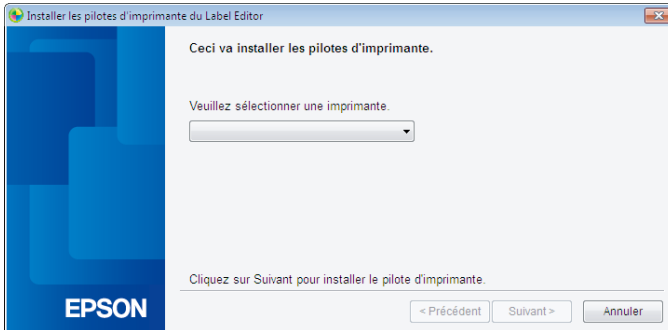 Installer les pilotes d'imprimante du Label Editor
Ceci va installer les pilotes d'imprimante.
Veuillez sélectionner une imprimante.
Cliquez sur Suivant pour installer le pilote d'imprimante.
EPSON
< Précédent Suivant > Annuler